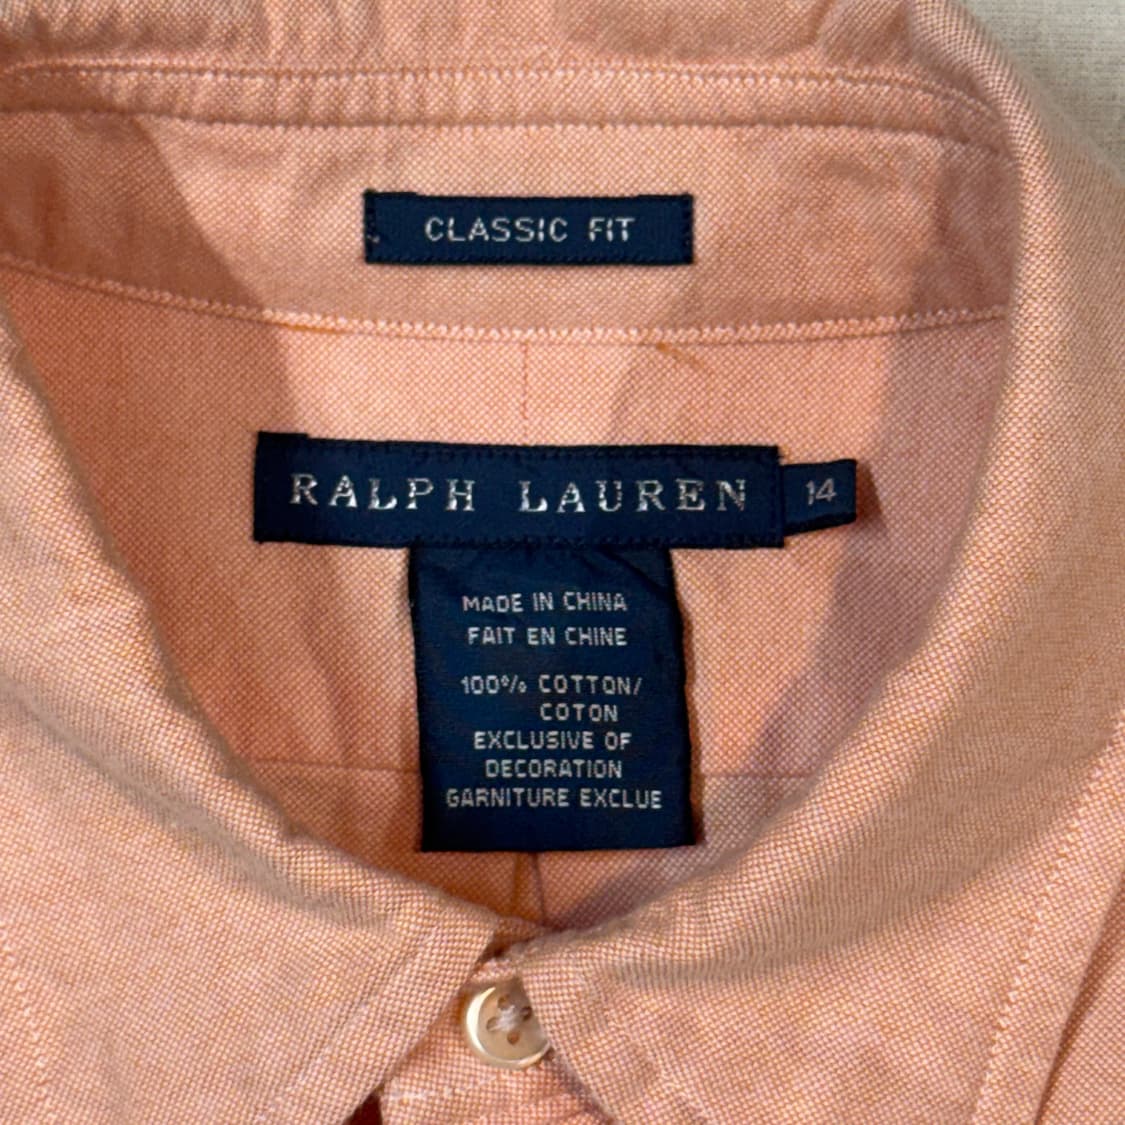 CLASSIC FIT
RALPH LAUREN
14
MADE IN CHINA
FAIT EN CHINE
100% COTTON/
COTON
EXCLUSIVE OF
DECORATION
GARNITURE EXCLUE